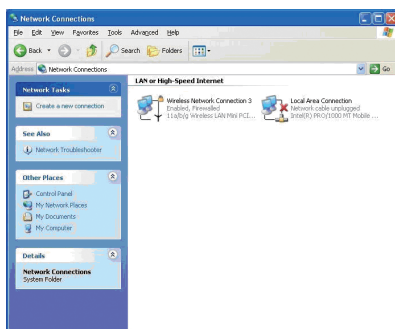 Network Connections
File Edit View Favorites Tools Advanced Help
Back Search Folders
Address Network Connections Go
Network Tasks
Create a new connection
See Also
Network Troubleshooter
Other Places
Control Panel
My Network Places
My Documents
My Computer
Details
Network Connections
System Folder
LAN or High-Speed Internet
Wireless Network Connection 3
Enabled, Firewalled
11a/b/g Wireless LAN Mini PCI...
Local Area Connection
Network cable unplugged
Intel(R) PRO/1000 MT Mobile ...